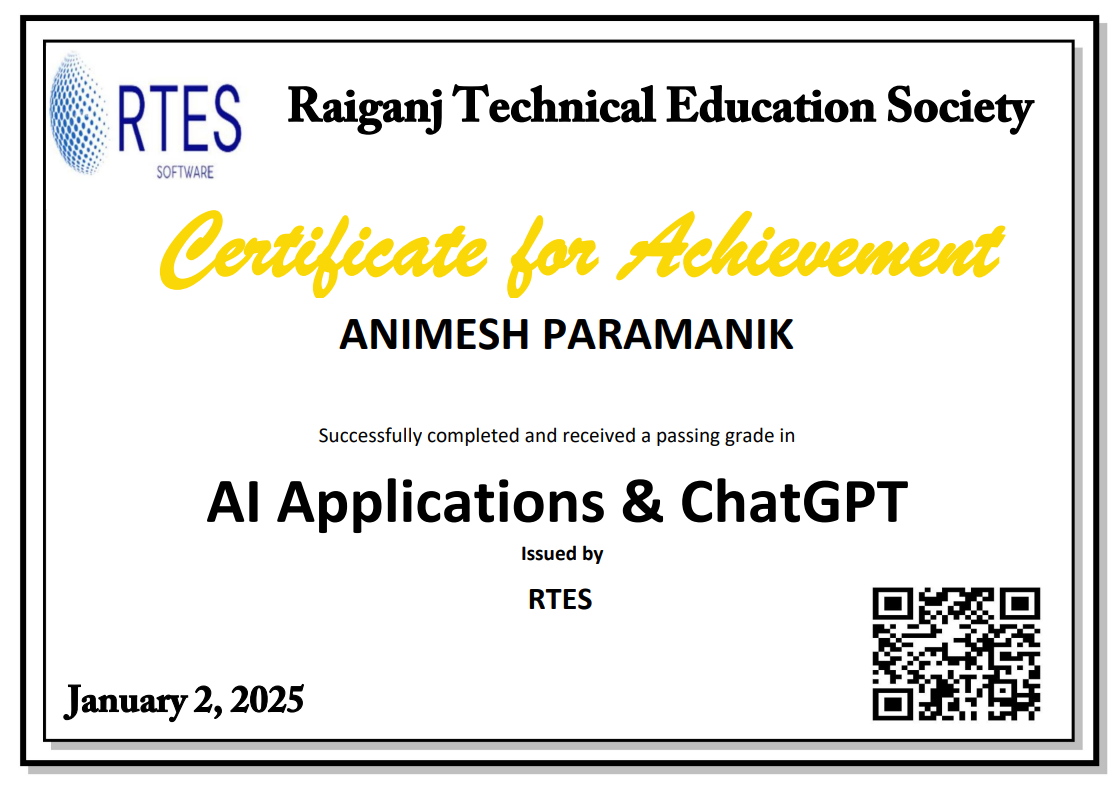 RTES
SOFTWARE
Raiganj Technical Education Society
Certificate for Achievement
ANIMESH PARAMANIK
Successfully completed and received a passing grade in
AI Applications & ChatGPT
Issued by
RTES
January 2, 2025